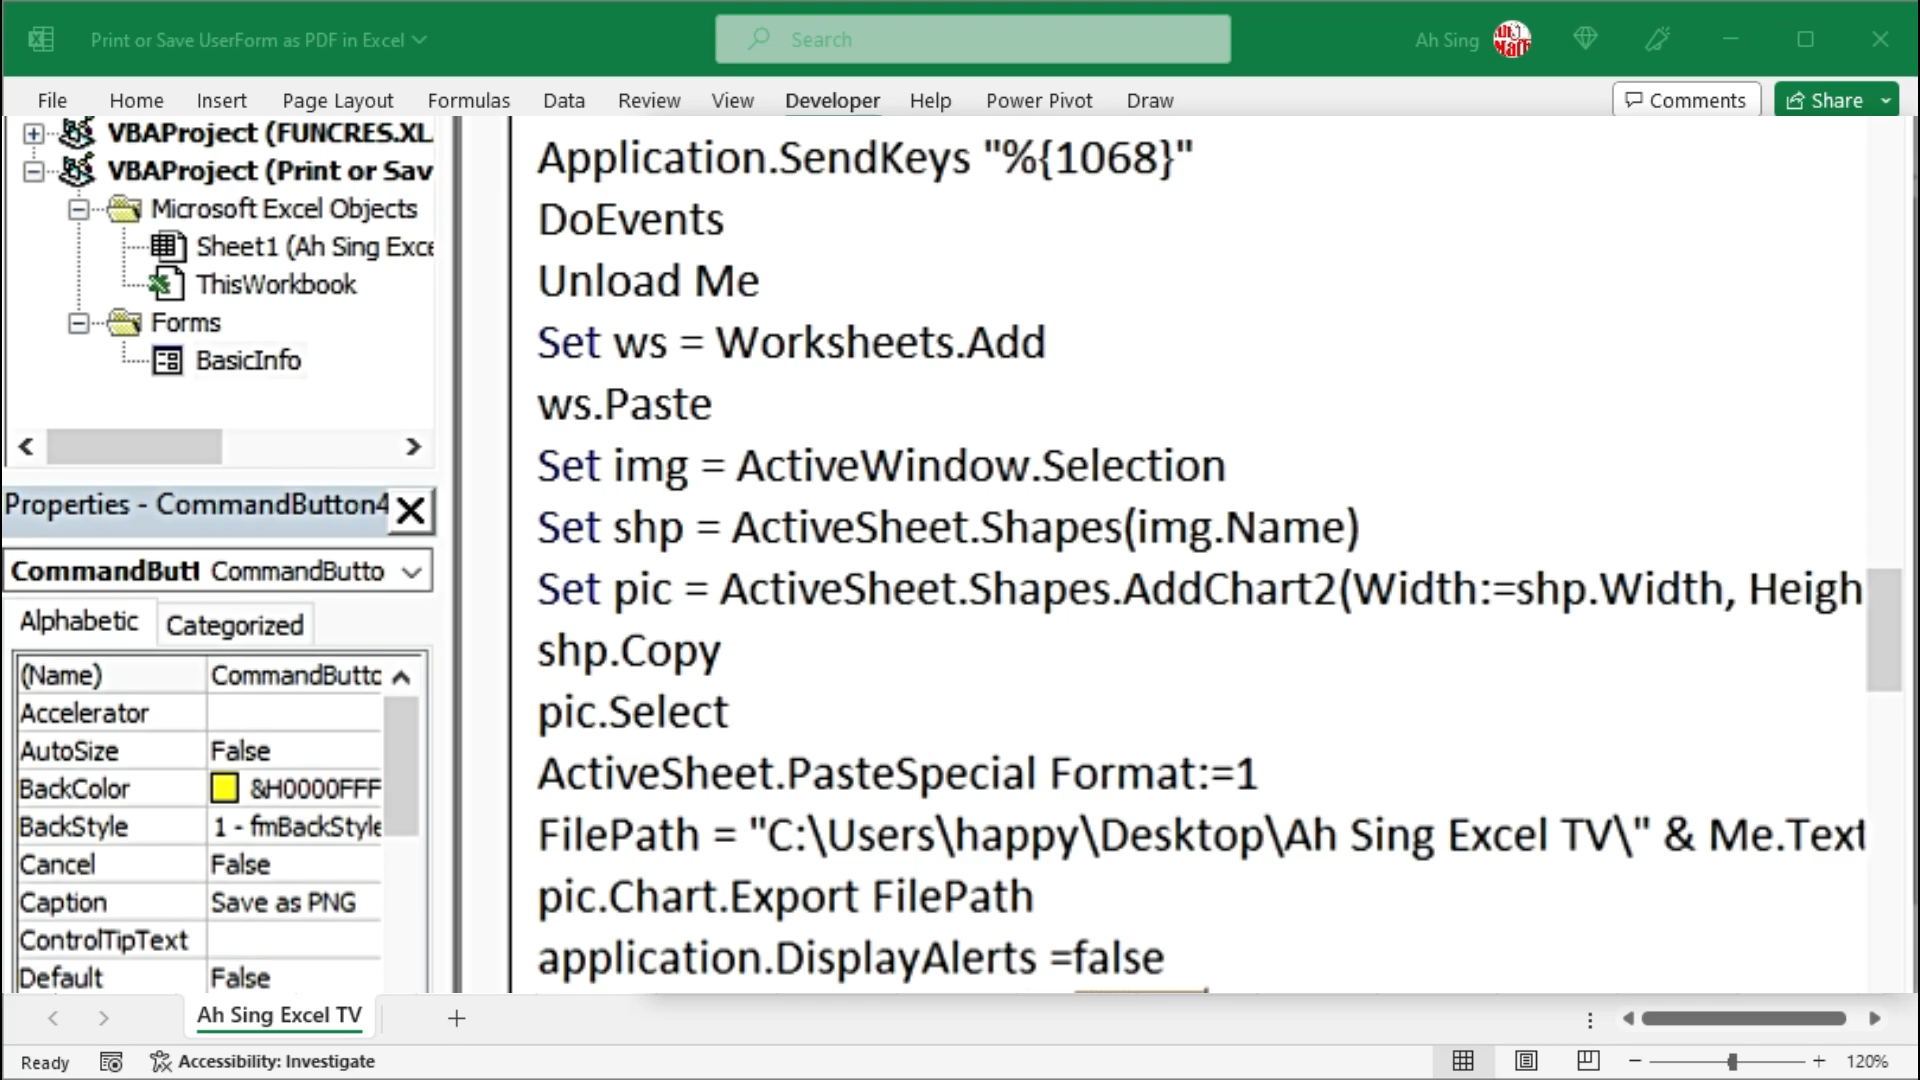 Print or Save UserForm as PDF in Excel
Search
Ah Sing
File Home Insert Page Layout Formulas Data Review View Developer Help Power Pivot Draw
Comments
Share
VBAProject (FUNCRES.XL
VBAProject (Print or Sav
Microsoft Excel Objects
Sheet1 (Ah Sing Exce
ThisWorkbook
Forms
BasicInfo
Properties - CommandButton4
CommandButt CommandButto
Alphabetic
Categorized
(Name) CommandButto
Accelerator
AutoSize False
BackColor &H0000FFF
BackStyle 1 - fmBackStyle
Cancel False
Caption Save as PNG
ControlTipText
Default False
Application.SendKeys "%{1068}"
DoEvents
Unload Me
Set ws = Worksheets.Add
ws.Paste
Set img = ActiveWindow.Selection
Set shp = ActiveSheet.Shapes(img.Name)
Set pic = ActiveSheet.Shapes.AddChart2(Width:=shp.Width, Heigh
shp.Copy
pic.Select
ActiveSheet.PasteSpecial Format:=1
FilePath = "C:\Users\happy\Desktop\Ah Sing Excel TV\" & Me.Text
pic.Chart.Export FilePath
application.DisplayAlerts =false
Ah Sing Excel TV
Ready
Accessibility: Investigate
120%